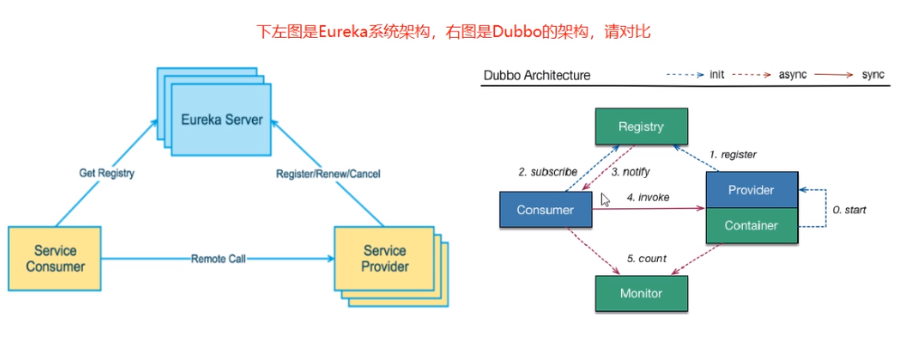 下左图是Eureka系统架构，右图是Dubbo的架构，请对比
Eureka Server
Get Registry
Register/Renew/Cancel
Service
Consumer
Remote Call
Service
Provider
Dubbo Architecture
init
async
sync
Registry
1. register
2. subscribe
3. notify
Provider
4. invoke
Consumer
0. start
Container
5. count
Monitor